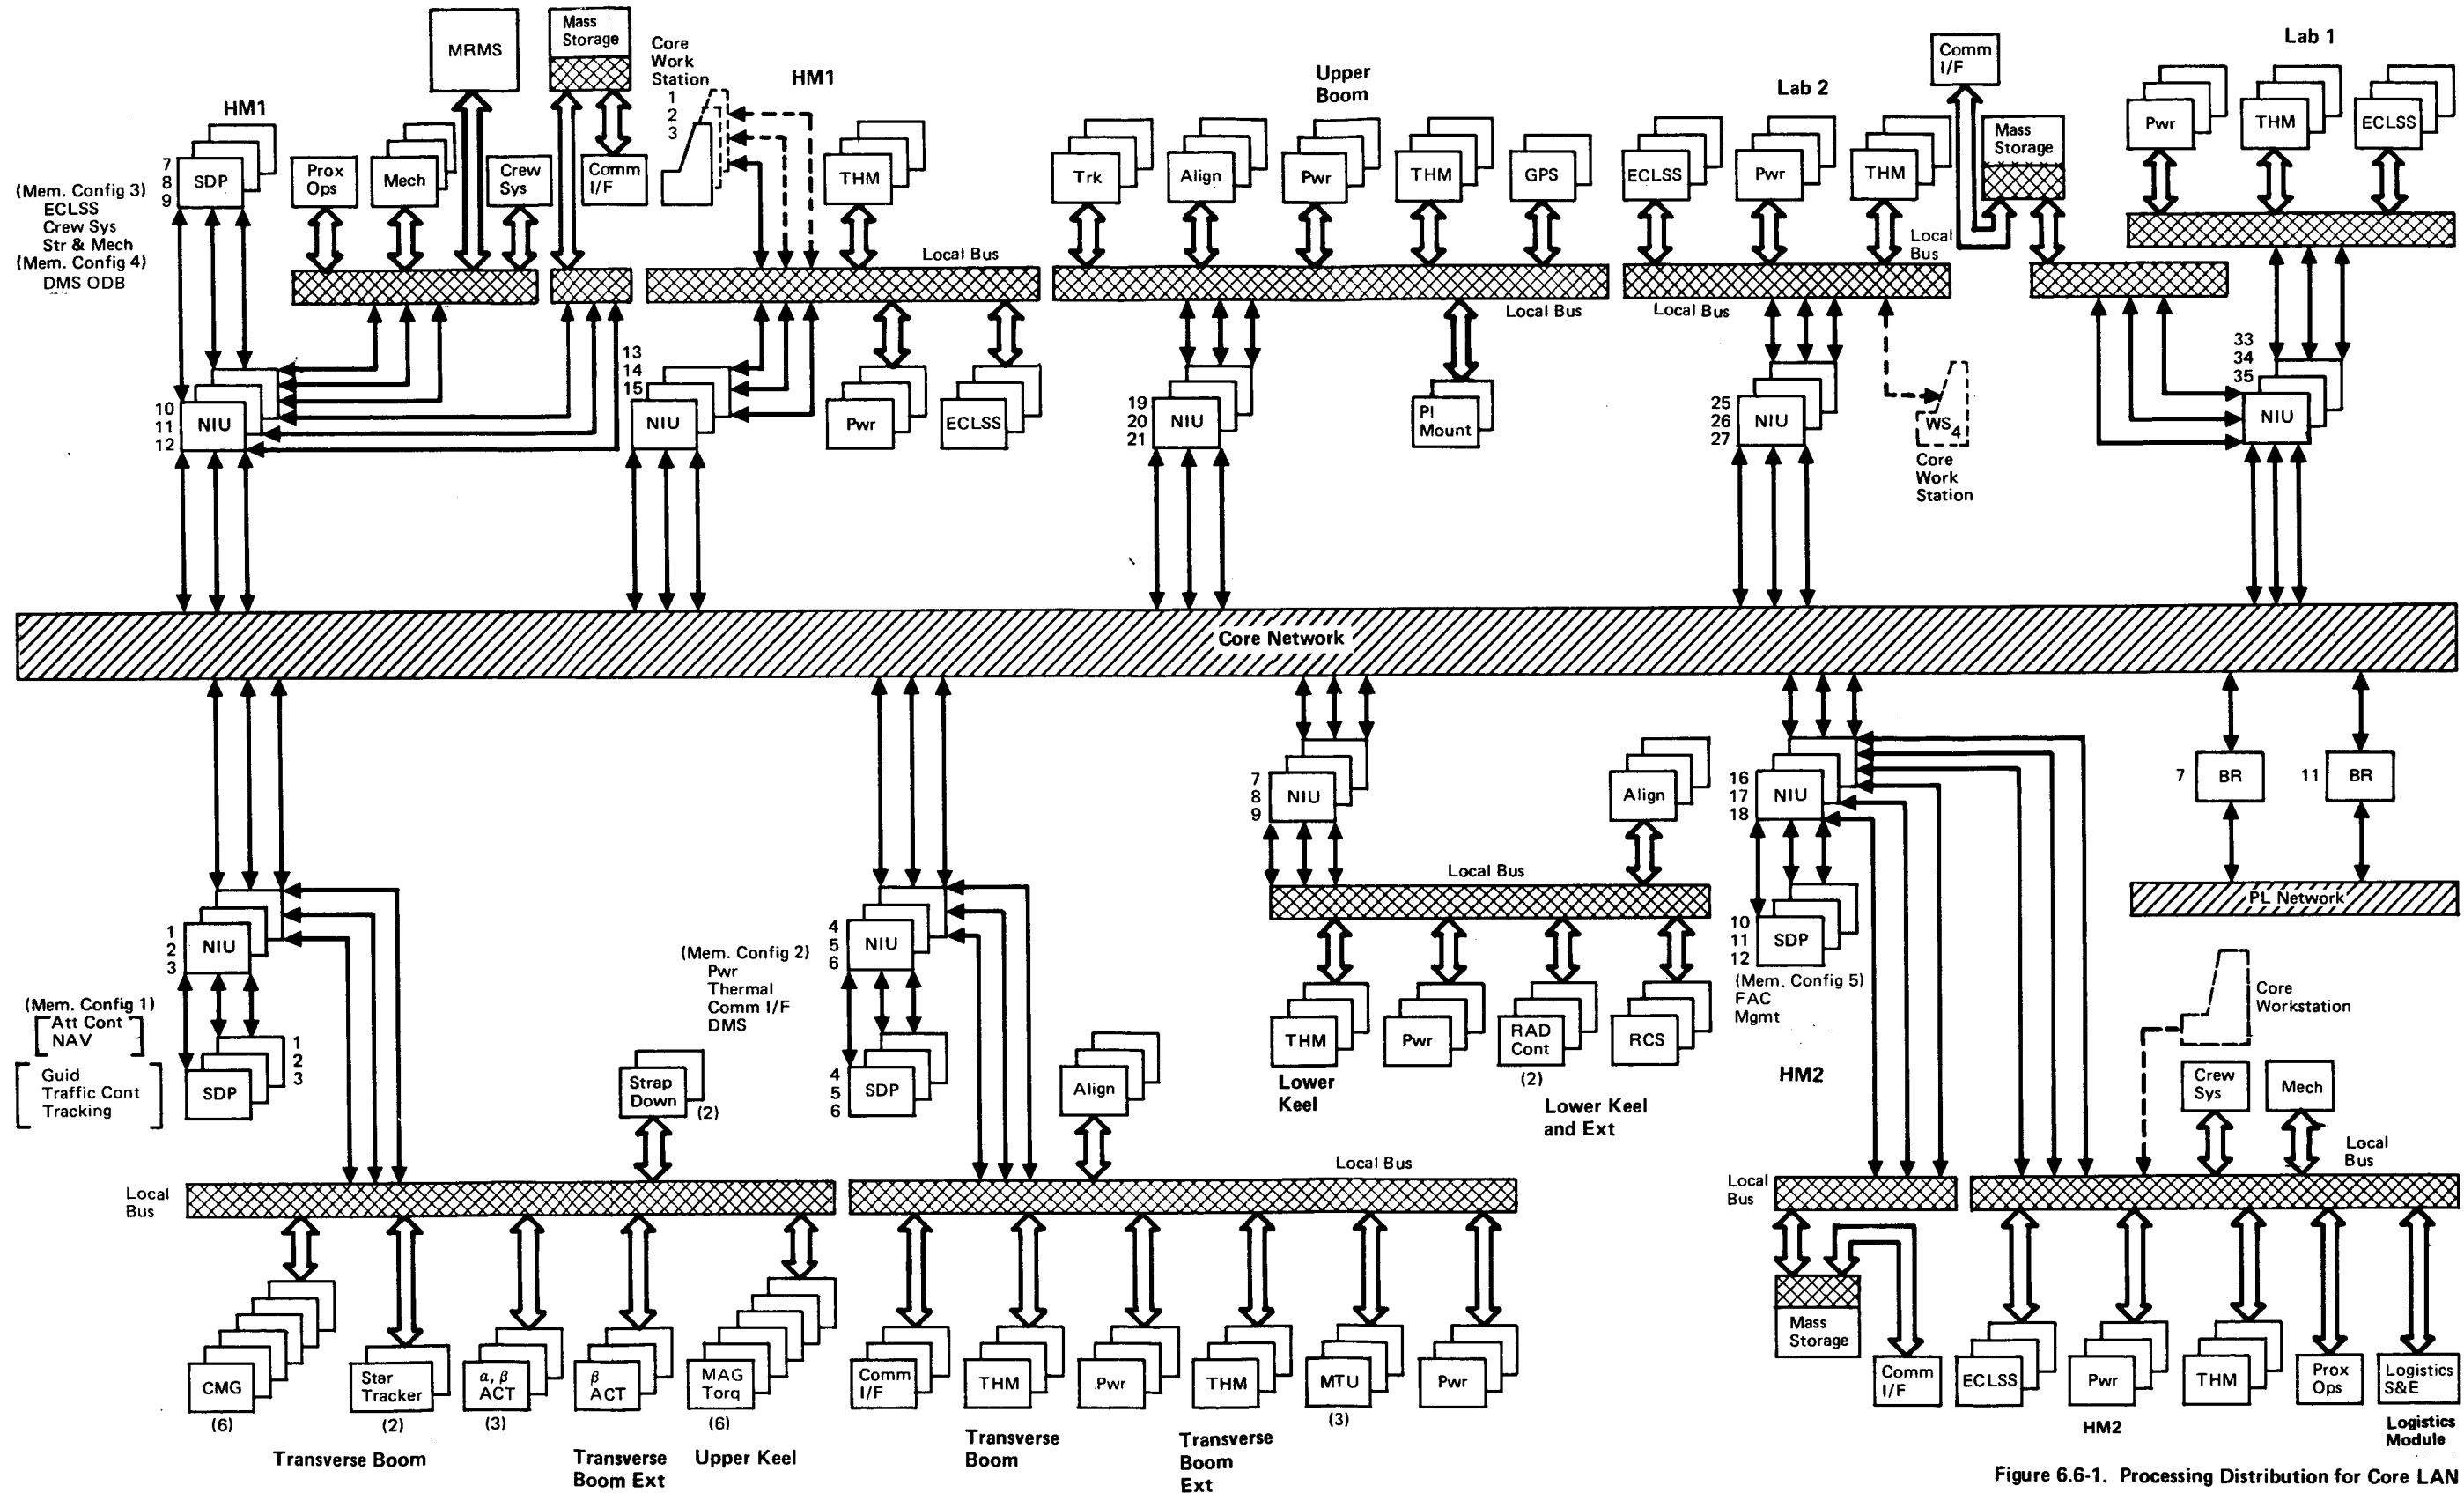 MRMS
Mass
Storage
Core
Work
Station
1
2
3
HM1
HM1
7
8
9
SDP
(Mem. Config 3)
ECLSS
Crew Sys
Str & Mech
(Mem. Config 4)
DMS ODB
Prox
Ops
Mech
Crew
Sys
Comm
I/F
THM
Local Bus
10
11
12
NIU
13
14
15
NIU
Pwr
ECLSS
Upper
Boom
Trk
Align
Pwr
THM
GPS
Local Bus
19
20
21
NIU
PI
Mount
Lab 2
ECLSS
Pwr
THM
Local
Bus
Local Bus
25
26
27
NIU
WS4
Core
Work
Station
Comm
I/F
Mass
Storage
Lab 1
Pwr
THM
ECLSS
33
34
35
NIU
Core Network
1
2
3
NIU
(Mem. Config 1)
Att Cont
NAV
Guid
Traffic Cont
Tracking
1
2
3
SDP
Strap
Down
(2)
Local
Bus
CMG
(6)
Star
Tracker
(2)
α, β
ACT
(3)
β
ACT
MAG
Torq
(6)
Transverse Boom
Transverse
Boom Ext
Upper Keel
4
5
6
NIU
(Mem. Config 2)
Pwr
Thermal
Comm I/F
DMS
4
5
6
SDP
Align
Local Bus
Comm
I/F
THM
Pwr
THM
MTU
(3)
Pwr
Transverse
Boom
Transverse
Boom
Ext
7
8
9
NIU
Align
Local Bus
THM
Pwr
RAD
Cont
(2)
RCS
Lower
Keel
Lower Keel
and Ext
16
17
18
NIU
10
11
12
SDP
(Mem. Config 5)
FAC
Mgmt
HM2
7
BR
11
BR
PL Network
Core
Workstation
Crew
Sys
Mech
Local
Bus
Local
Bus
Mass
Storage
Comm
I/F
ECLSS
Pwr
THM
Prox
Ops
Logistics
S&E
HM2
Logistics
Module
Figure 6.6-1. Processing Distribution for Core LAN